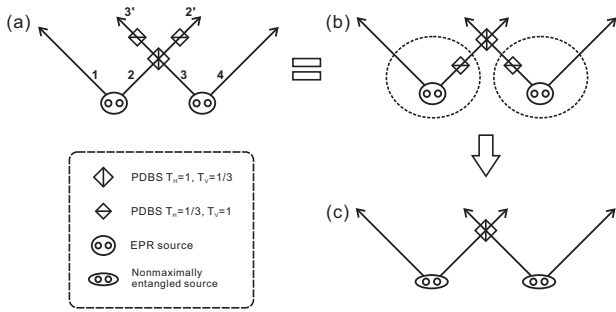 (a)
3'
2'
1
2
3
4
(b)
PDBS T_H=1, T_V=1/3
PDBS T_H=1/3, T_V=1
EPR source
Nonmaximally
entangled source
(c)